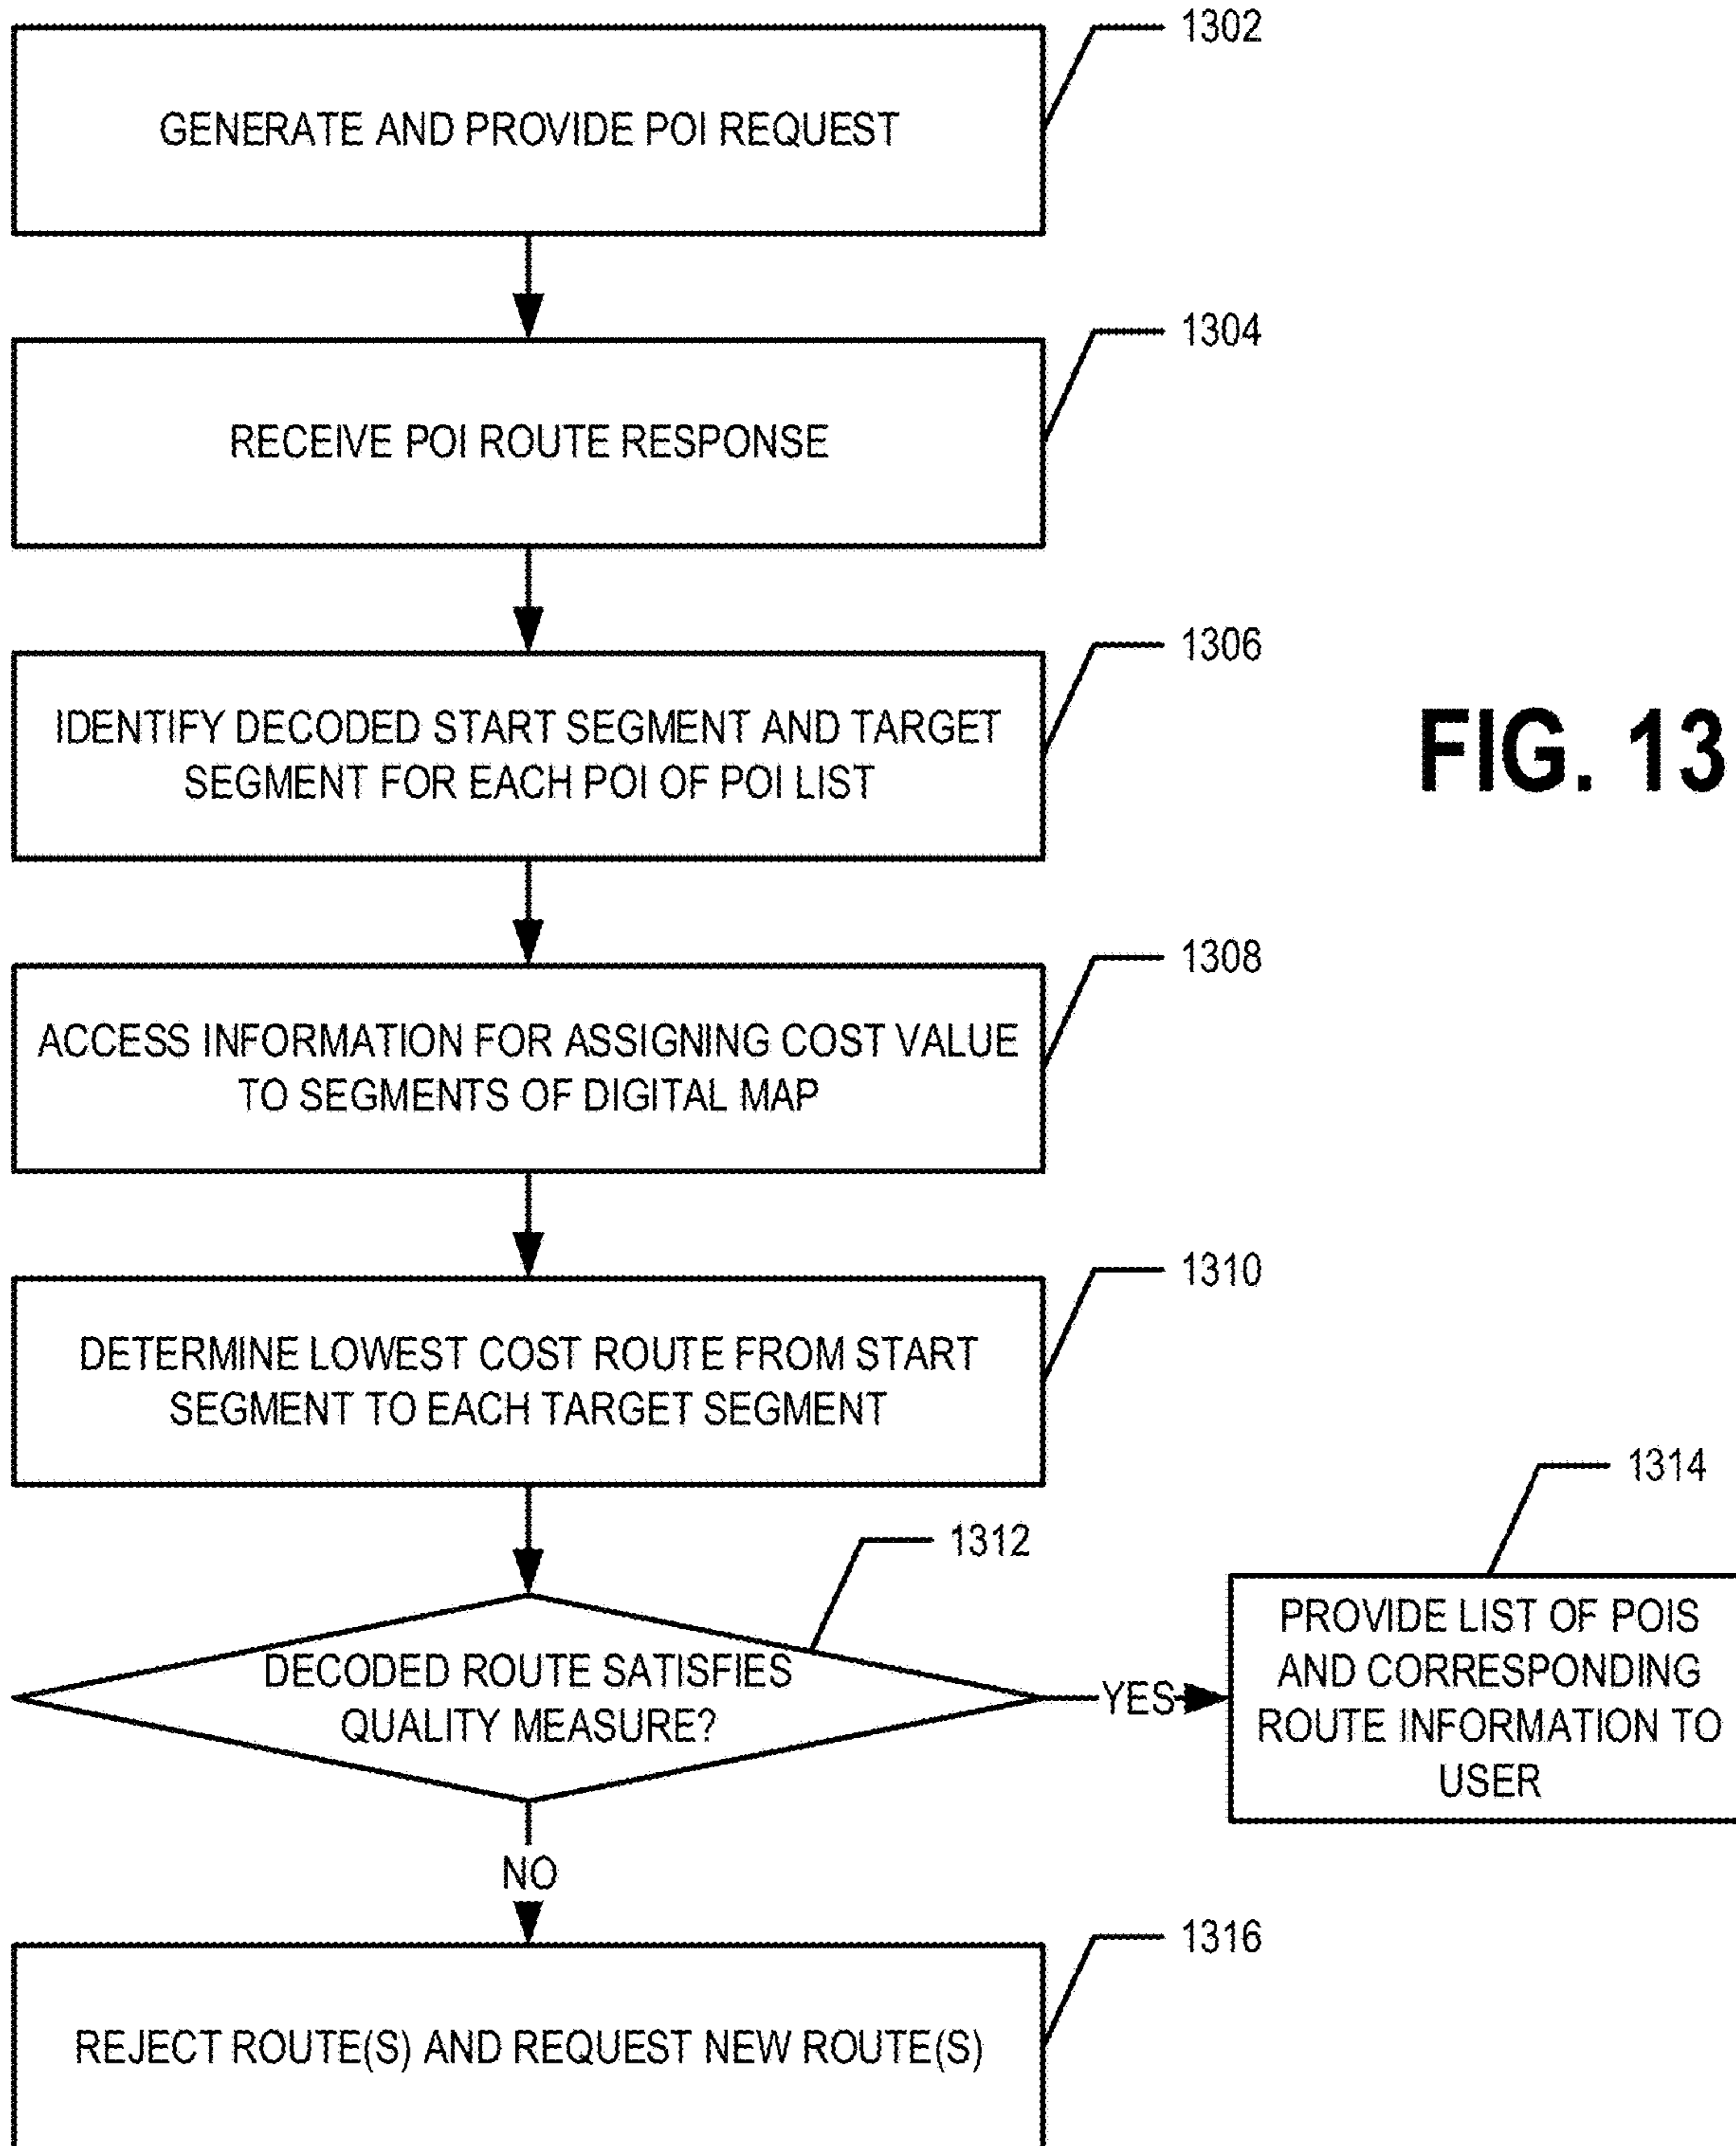 1302
GENERATE AND PROVIDE POI REQUEST
1304
RECEIVE POI ROUTE RESPONSE
1306
IDENTIFY DECODED START SEGMENT AND TARGET
SEGMENT FOR EACH POI OF POI LIST
FIG. 13
1308
ACCESS INFORMATION FOR ASSIGNING COST VALUE
TO SEGMENTS OF DIGITAL MAP
1310
DETERMINE LOWEST COST ROUTE FROM START
SEGMENT TO EACH TARGET SEGMENT
1312
DECODED ROUTE SATISFIES
QUALITY MEASURE?
YES
1314
PROVIDE LIST OF POIS
AND CORRESPONDING
ROUTE INFORMATION TO
USER
NO
1316
REJECT ROUTE(S) AND REQUEST NEW ROUTE(S)